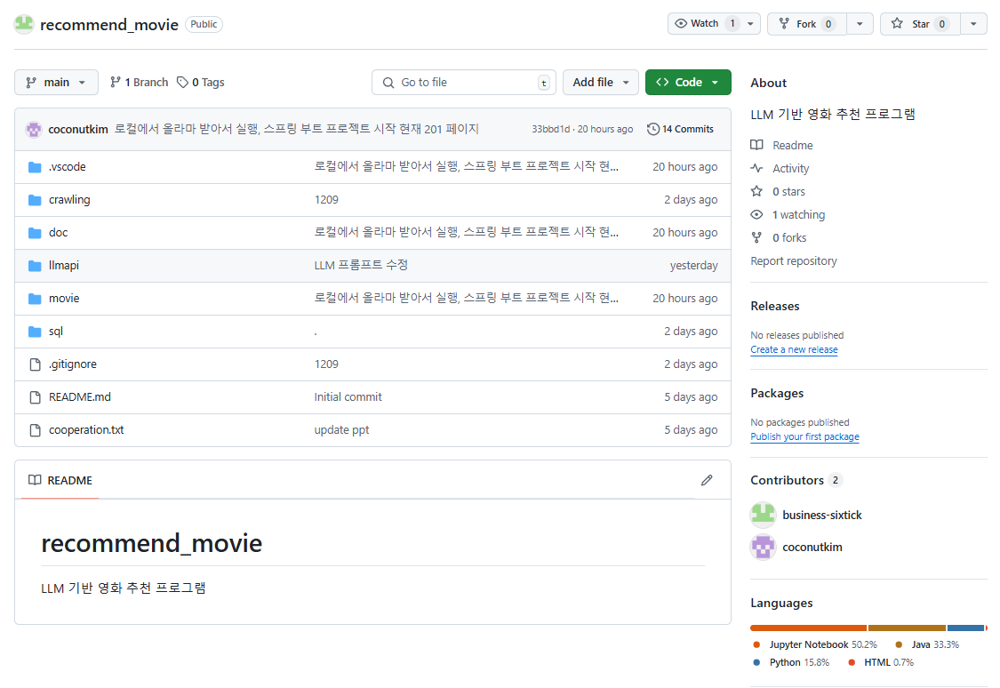 recommend_movie Public
Watch 1
Fork 0
Star 0
main
1 Branch
0 Tags
Go to file t
Add file
Code
coconutkim 로컬에서 올라마 받아서 실행, 스프링 부트 프로젝트 시작 현재 201 페이지 33bbd1d · 20 hours ago 14 Commits
.vscode 로컬에서 올라마 받아서 실행, 스프링 부트 프로젝트 시작 현... 20 hours ago
crawling 1209 2 days ago
doc 로컬에서 올라마 받아서 실행, 스프링 부트 프로젝트 시작 현... 20 hours ago
llmapi LLM 프롬프트 수정 yesterday
movie 로컬에서 올라마 받아서 실행, 스프링 부트 프로젝트 시작 현... 20 hours ago
sql . 2 days ago
.gitignore 1209 2 days ago
README.md Initial commit 5 days ago
cooperation.txt update ppt 5 days ago
README
recommend_movie
LLM 기반 영화 추천 프로그램
About
LLM 기반 영화 추천 프로그램
Readme
Activity
0 stars
1 watching
0 forks
Report repository
Releases
No releases published
Create a new release
Packages
No packages published
Publish your first package
Contributors 2
business-sixtick
coconutkim
Languages
Jupyter Notebook 50.2% Java 33.3%
Python 15.8% HTML 0.7%